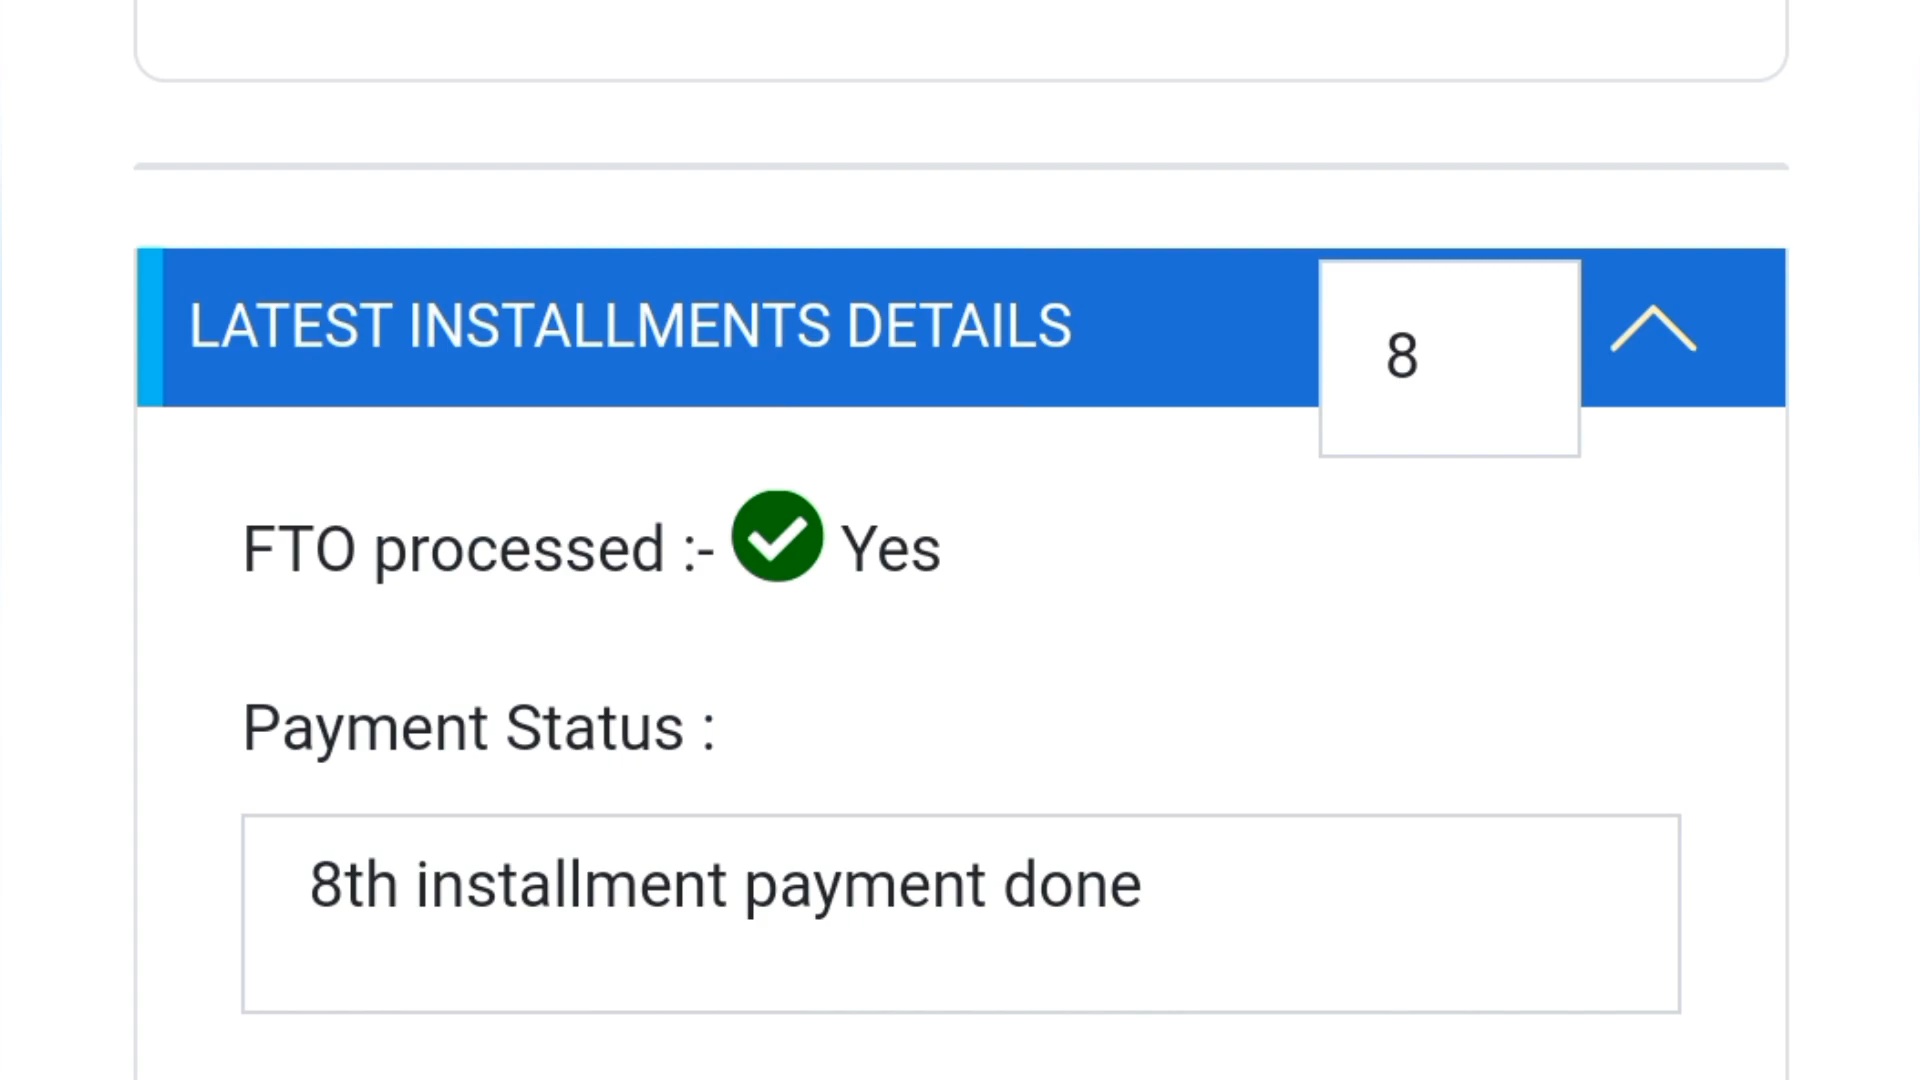 LATEST INSTALLMENTS DETAILS 8
FTO processed :- Yes
Payment Status :
8th installment payment done